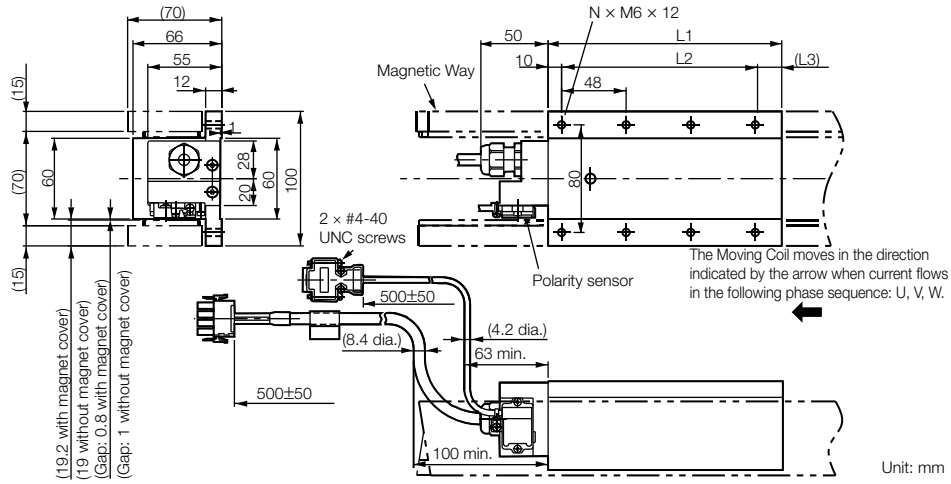 (70)
66
55
12
(15)
1
(70)
60
28
20
60
100
(15)
(19.2 with magnet cover)
(19 without magnet cover)
(Gap: 0.8 with magnet cover)
(Gap: 1 without magnet cover)
N × M6 × 12
50
L1
10
L2
(L3)
48
Magnetic Way
80
2 × #4-40
UNC screws
Polarity sensor
The Moving Coil moves in the direction
indicated by the arrow when current flows
in the following phase sequence: U, V, W.
500±50
(4.2 dia.)
(8.4 dia.)
63 min.
500±50
100 min.
Unit: mm